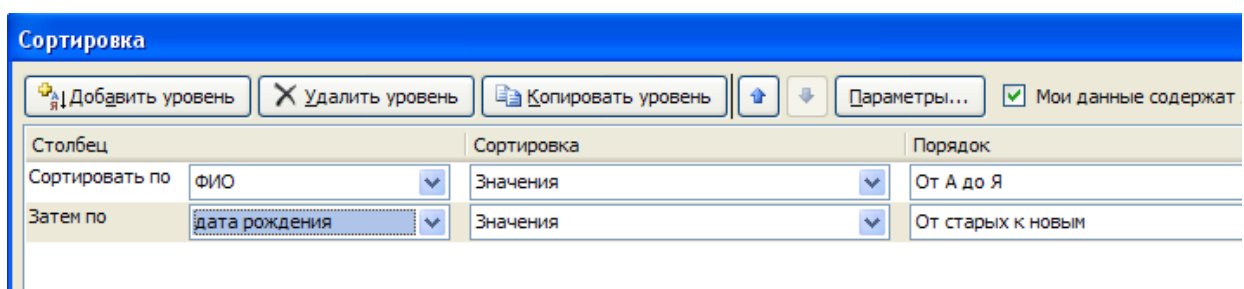 Сортировка
Добавить уровень Удалить уровень Копировать уровень Параметры... Мои данные содержат
Столбец Сортировка Порядок
Сортировать по ФИО Значения От А до Я
Затем по дата рождения Значения От старых к новым